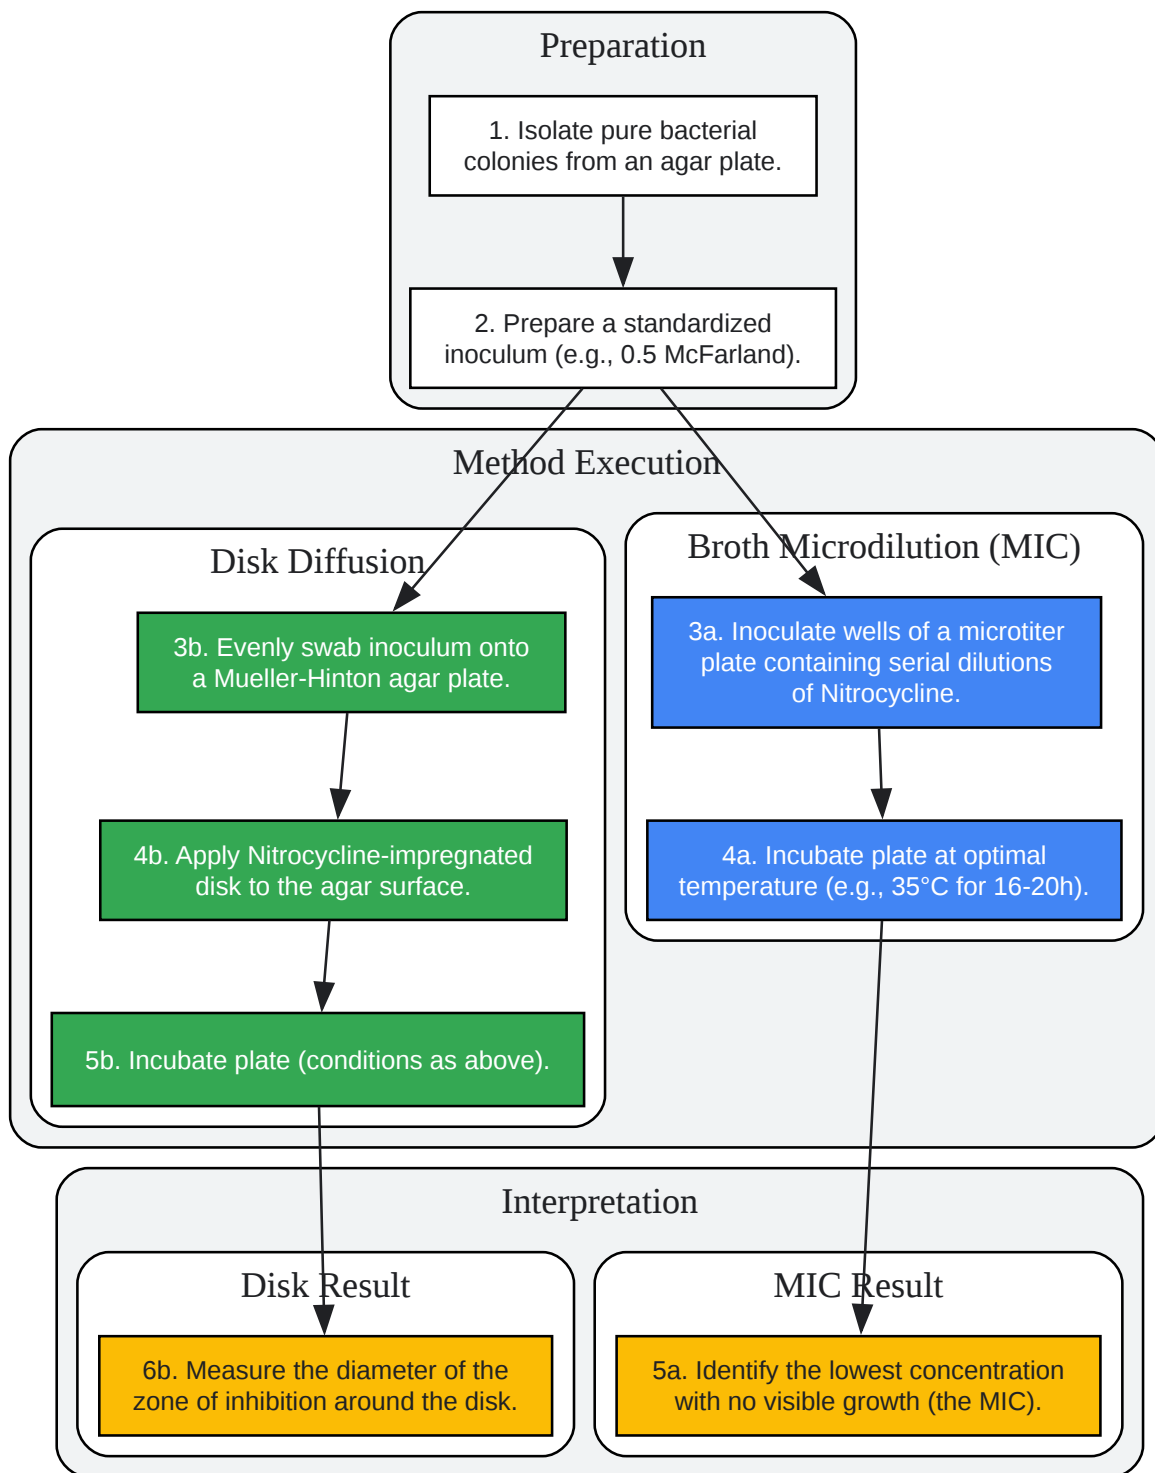 Preparation
1. Isolate pure bacterial
colonies from an agar plate.
2. Prepare a standardized
inoculum (e.g., 0.5 McFarland).
Method Execution
Disk Diffusion
3b. Evenly swab inoculum onto
a Mueller-Hinton agar plate.
4b. Apply Nitrocycline-impregnated
disk to the agar surface.
5b. Incubate plate (conditions as above).
Broth Microdilution (MIC)
3a. Inoculate wells of a microtiter
plate containing serial dilutions
of Nitrocycline.
4a. Incubate plate at optimal
temperature (e.g., 35°C for 16-20h).
Interpretation
Disk Result
6b. Measure the diameter of the
zone of inhibition around the disk.
MIC Result
5a. Identify the lowest concentration
with no visible growth (the MIC).